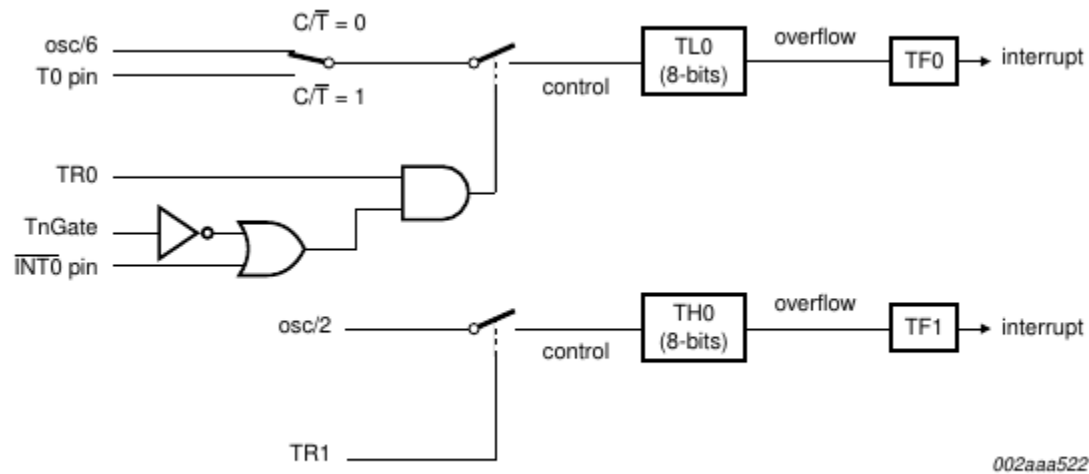 C/T̅ = 0
osc/6
T0 pin
C/T̅ = 1
TL0
(8-bits)
overflow
TF0
interrupt
control
TR0
TnGate
I̅N̅T̅0̅ pin
osc/2
TH0
(8-bits)
overflow
TF1
interrupt
control
TR1
002aaa522